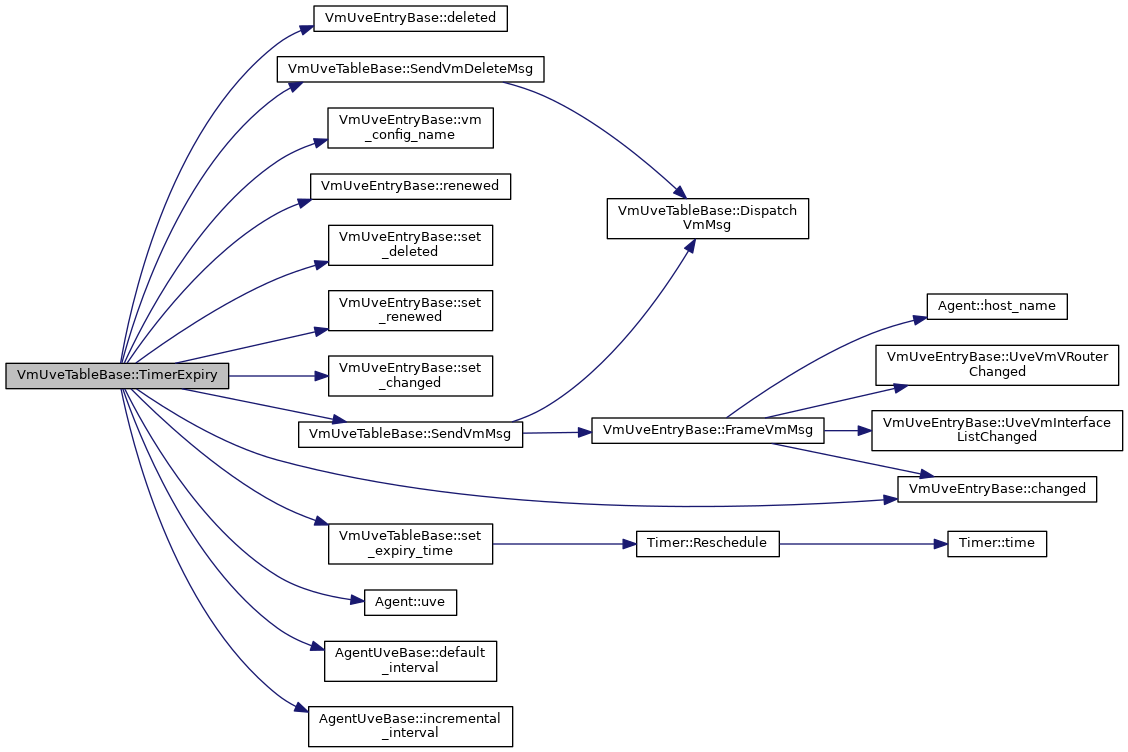 VmUveEntryBase::deleted
VmUveTableBase::SendVmDeleteMsg
VmUveEntryBase::vm
_config_name
VmUveEntryBase::renewed
VmUveTableBase::Dispatch
VmMsg
VmUveEntryBase::set
_deleted
VmUveEntryBase::set
_renewed
Agent::host_name
VmUveTableBase::TimerExpiry
VmUveEntryBase::set
_changed
VmUveEntryBase::UveVmVRouter
Changed
VmUveTableBase::SendVmMsg
VmUveEntryBase::FrameVmMsg
VmUveEntryBase::UveVmInterface
ListChanged
VmUveEntryBase::changed
VmUveTableBase::set
_expiry_time
Timer::Reschedule
Timer::time
Agent::uve
AgentUveBase::default
_interval
AgentUveBase::incremental
_interval